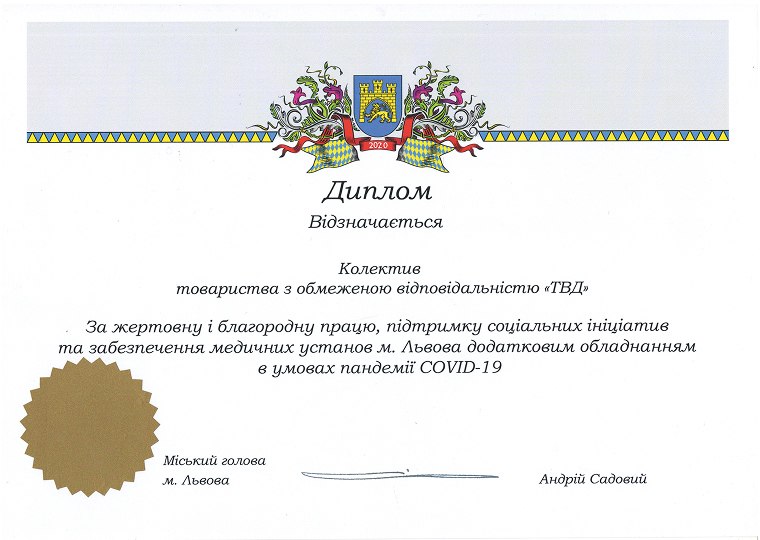 2020
Диплом
Відзначається
Колектив
товариства з обмеженою відповідальністю «ТВД»
За жертовну і благородну працю, підтримку соціальних ініціатив
та забезпечення медичних установ м. Львова додатковим обладнанням
в умовах пандемії COVID-19
Міський голова
м. Львова
Андрій Садовий